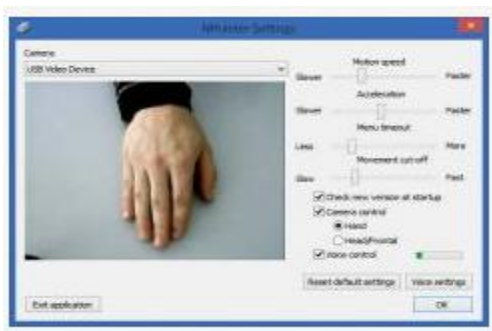 Settings
Camera
USB Video Device
Motion speed
Slower Faster
Acceleration
Slower Faster
Menu timeout
Less More
Movement cut-off
Slow Fast
Check new version at startup
Camera control
Hand
Head/Frontal
Voice control
Reset default settings Voice settings
Exit application OK